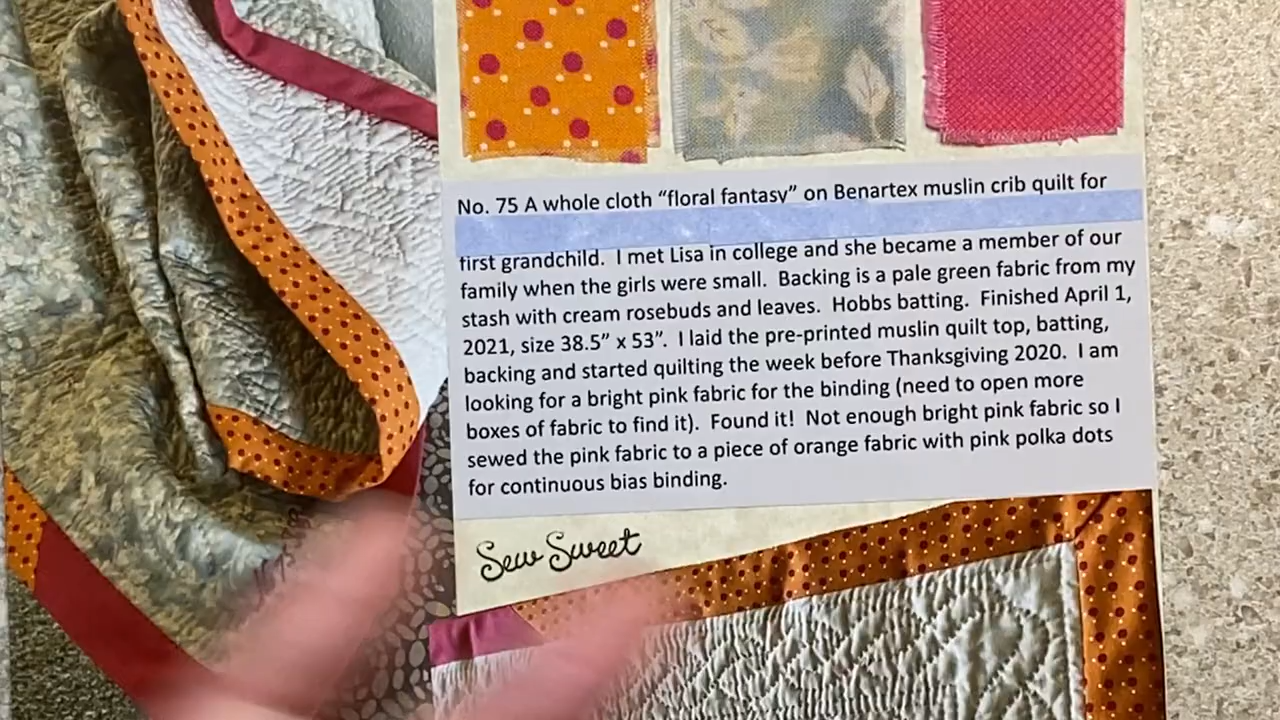 No. 75 A whole cloth “floral fantasy” on Benartex muslin crib quilt for
first grandchild. I met Lisa in college and she became a member of our
family when the girls were small. Backing is a pale green fabric from my
stash with cream rosebuds and leaves. Hobbs batting. Finished April 1,
2021, size 38.5” x 53”. I laid the pre-printed muslin quilt top, batting,
backing and started quilting the week before Thanksgiving 2020. I am
looking for a bright pink fabric for the binding (need to open more
boxes of fabric to find it). Found it! Not enough bright pink fabric so I
sewed the pink fabric to a piece of orange fabric with pink polka dots
for continuous bias binding.
Sew Sweet